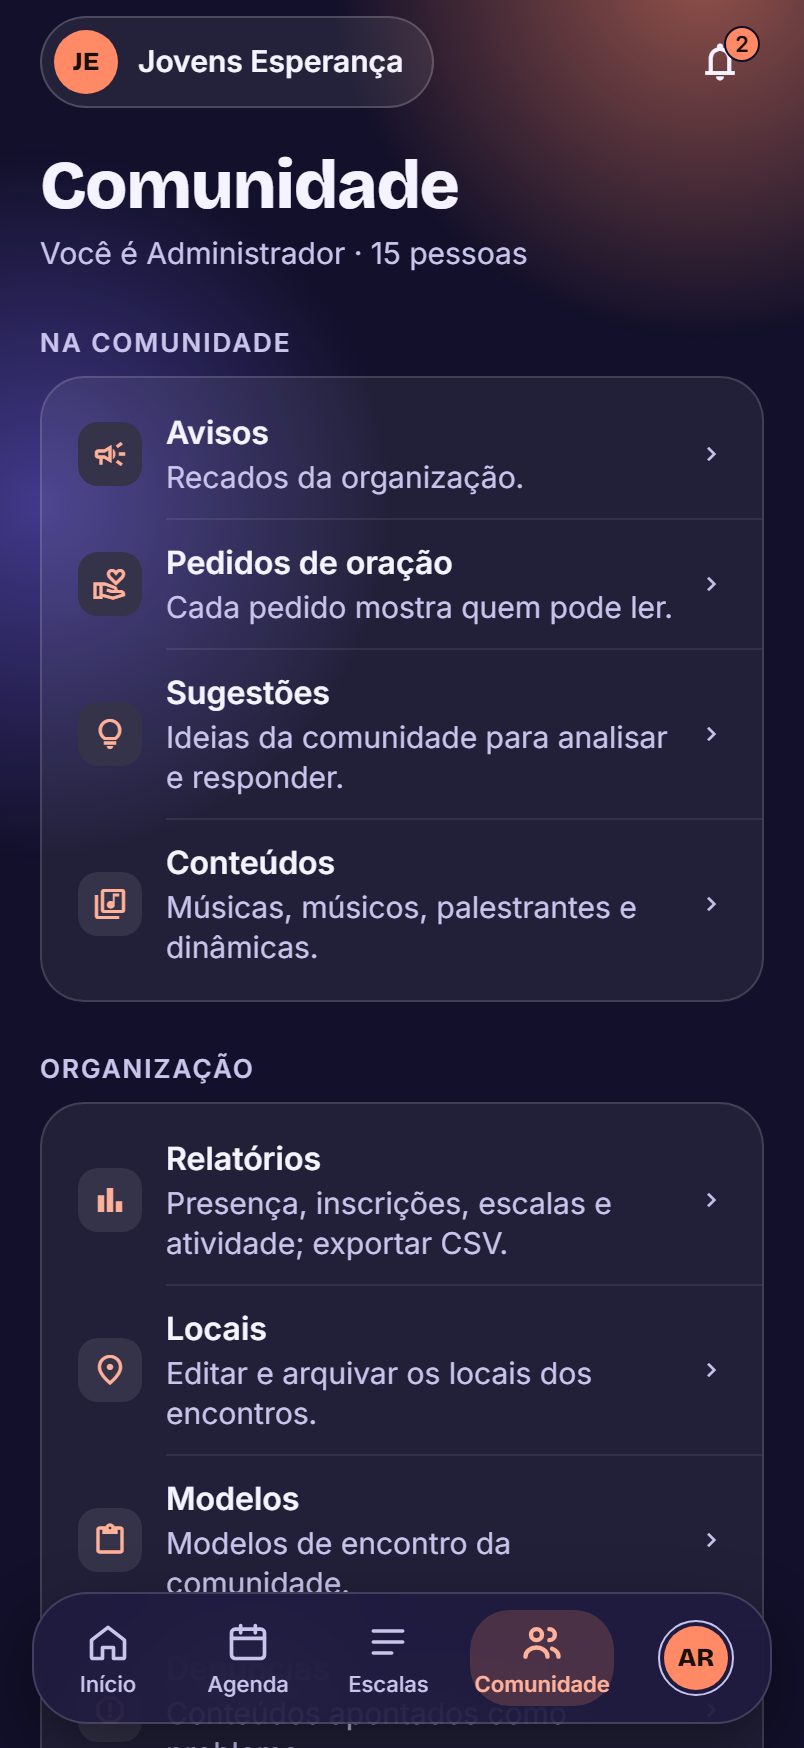 JE
Jovens Esperança
2
Comunidade
Você é Administrador · 15 pessoas
NA COMUNIDADE
Avisos
Recados da organização.
Pedidos de oração
Cada pedido mostra quem pode ler.
Sugestões
Ideias da comunidade para analisar
e responder.
Conteúdos
Músicas, músicos, palestrantes e
dinâmicas.
ORGANIZAÇÃO
Relatórios
Presença, inscrições, escalas e
atividade; exportar CSV.
Locais
Editar e arquivar os locais dos
encontros.
Modelos
Modelos de encontro da
comunidade.
Início
Agenda
Escalas
Comunidade
AR
Conteúdos apontados como